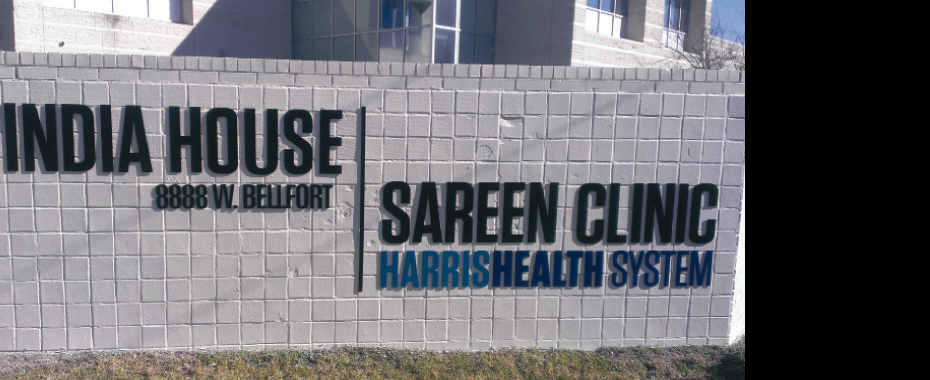 INDIA HOUSE
8888 W. BELLFORT
SAREEN CLINIC
HARRISHEALTH SYSTEM